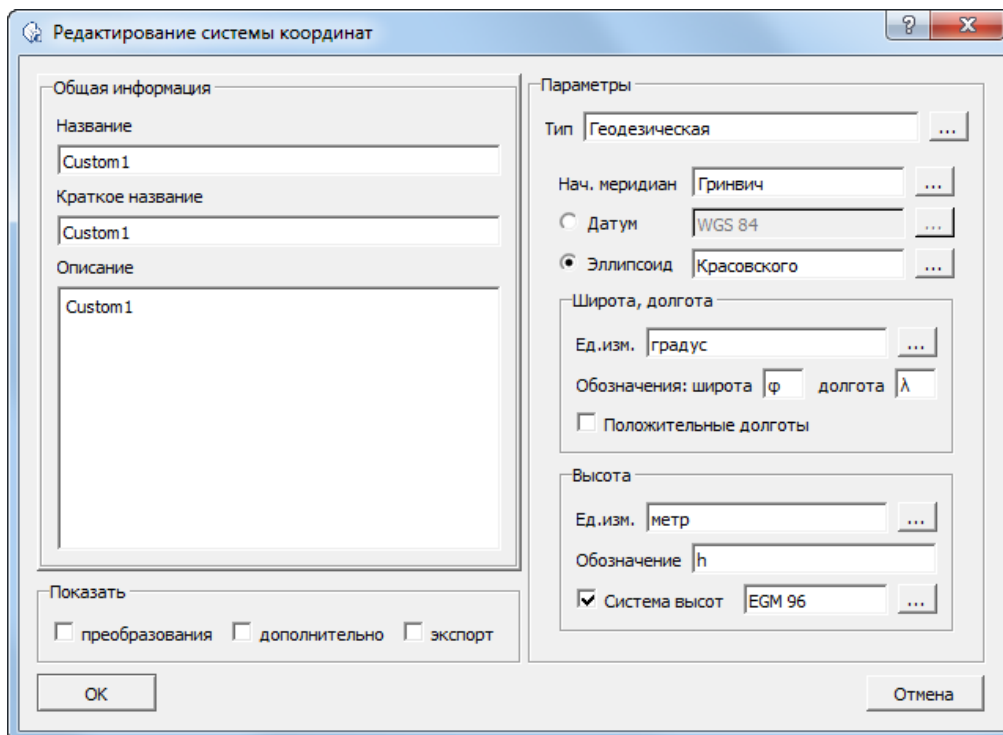 Редактирование системы координат
Общая информация
Название
Custom1
Краткое название
Custom1
Описание
Custom1
Показать
преобразования дополнительно экспорт
Параметры
Тип Геодезическая ...
Нач. меридиан Гринвич ...
Датум WGS 84 ...
Эллипсоид Красовского ...
Широта, долгота
Ед.изм. градус ...
Обозначения: широта φ долгота λ
Положительные долготы
Высота
Ед.изм. метр ...
Обозначение h
Система высот EGM 96 ...
OK Отмена